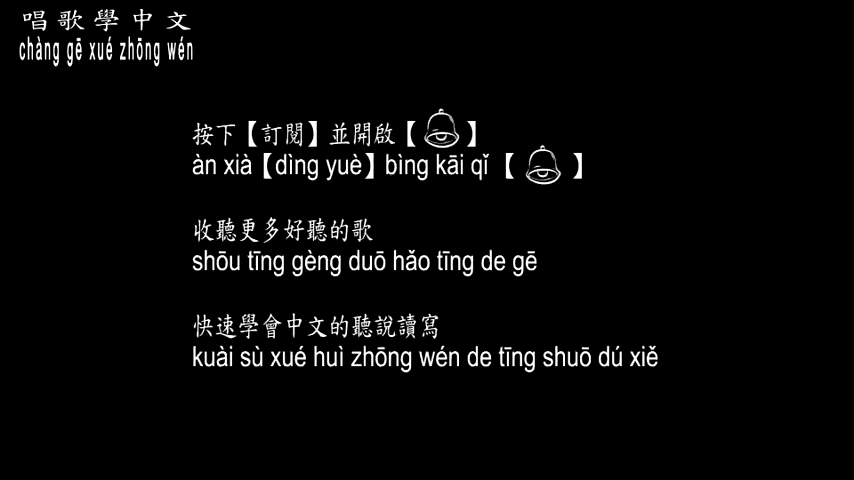 唱歌學中文
chàng gē xué zhōng wén
按下【訂閱】並開啟【】
àn xià【dìng yuè】bìng kāi qǐ【】
收聽更多好聽的歌
shōu tīng gèng duō hǎo tīng de gē
快速學會中文的聽說讀寫
kuài sù xué huì zhōng wén de tīng shuō dú xiě